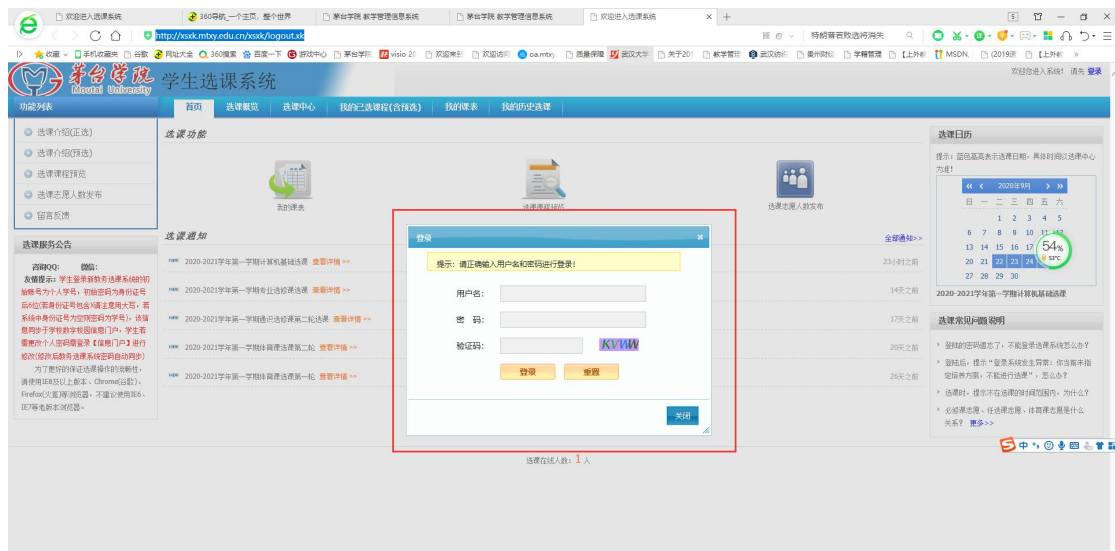 欢迎进入选课系统
360导航_一个主页，整个世界
茅台学院 教学管理信息系统
茅台学院 教学管理信息系统
欢迎进入选课系统
http://xsxk.mtxy.edu.cn/xsxk/logout.xk
特朗普若败选将消失
收藏
手机收藏夹
谷歌
网址大全
360搜索
百度一下
游戏中心
茅台学院
visio 20
欢迎来到
欢迎访问
oa.mtxy.
质量保障
武汉大学
关于201
教学管理
武汉纺织
贵州财经
学籍管理
【上外彬
MSDN,
(2019届
【上外彬
茅台学院
Moutai University
学生选课系统
欢迎您进入系统! 请先 登录
功能列表
首页
选课概览
选课中心
我的已选课程(含预选)
我的课表
我的历史选课
选课介绍(正选)
选课介绍(预选)
选课课程预览
选课志愿人数发布
留言反馈
选课服务公告
咨询QQ: 微信:
友情提示: 学生登录新教务选课系统的初
始账号为个人学号，初始密码为身份证号
后6位(若身份证号包含X请注意用大写，若
系统中身份证号为空则密码为学号)，该信
息同步于学校数字校园信息门户，学生若
需更改个人密码需登录【信息门户】进行
修改(修改后教务选课系统密码自动同步)
为了更好的保证选课操作的流畅性，
请使用IE8及以上版本、Chrome(谷歌)、
Firefox(火狐)等浏览器，不建议使用IE6、
IE7等老版本浏览器。
选课功能
我的课表
选课课程预览
选课志愿人数发布
选课通知
全部通知>>
2020-2021学年第一学期计算机基础选课 查看详情 >>
23小时之前
2020-2021学年第一学期专业选修课选课 查看详情 >>
14天之前
2020-2021学年第一学期通识选修课第二轮选课 查看详情 >>
17天之前
2020-2021学年第一学期体育课选课第二轮 查看详情 >>
20天之前
2020-2021学年第一学期体育课选课第一轮 查看详情 >>
26天之前
登录
提示: 请正确输入用户名和密码进行登录!
用户名:
密 码:
验证码:
KVWW
登录
重置
关闭
选课在线人数: 1 人
选课日历
提示: 蓝色高亮表示选课日期，具体时间以选课中心
为准!
2020年9月
日 一 二 三 四 五 六
1 2 3 4 5
6 7 8 9 10 11 12
13 14 15 16 17
20 21 22 23 24
27 28 29 30
54%
53℃
2020-2021学年第一学期计算机基础选课
选课常见问题说明
登陆的密码遗忘了，不能登录选课系统怎么办?
登陆后，提示“登录系统发生异常: 你当前未指
定培养方案，不能进行选课”，怎么办?
选课时，提示不在选课的时间范围内，为什么?
必修课志愿、任选课志愿、体育课志愿是什么
关系? 更多>>
中